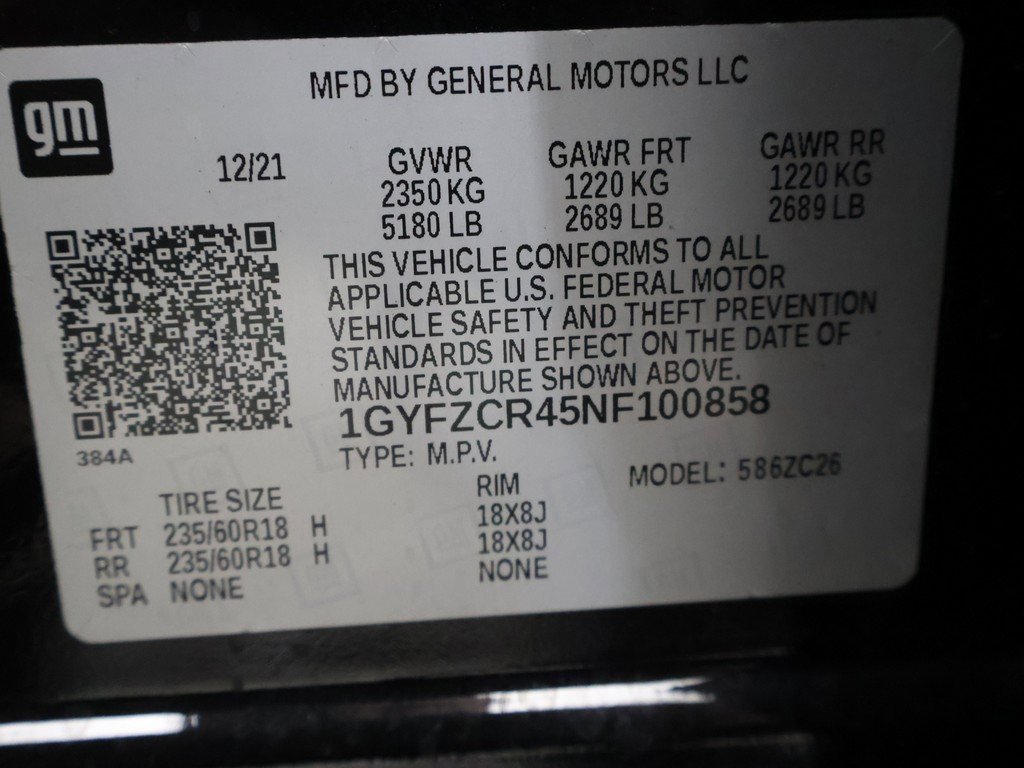 gm
MFD BY GENERAL MOTORS LLC
12/21
GVWR GAWR FRT GAWR RR
2350 KG 1220 KG 1220 KG
5180 LB 2689 LB 2689 LB
THIS VEHICLE CONFORMS TO ALL
APPLICABLE U.S. FEDERAL MOTOR
VEHICLE SAFETY AND THEFT PREVENTION
STANDARDS IN EFFECT ON THE DATE OF
MANUFACTURE SHOWN ABOVE.
1GYFZCR45NF100858
384A
TYPE: M.P.V. MODEL: 586ZC26
TIRE SIZE RIM
FRT 235/60R18 H 18X8J
RR 235/60R18 H 18X8J
SPA NONE NONE